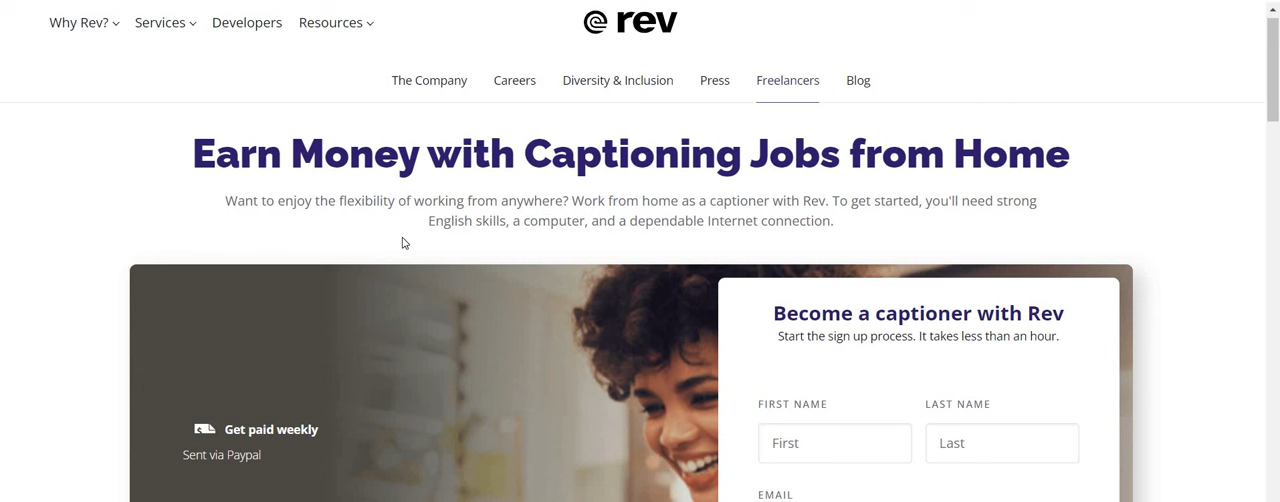 Why Rev? Services Developers Resources
rev
The Company Careers Diversity & Inclusion Press Freelancers Blog
Earn Money with Captioning Jobs from Home
Want to enjoy the flexibility of working from anywhere? Work from home as a captioner with Rev. To get started, you'll need strong
English skills, a computer, and a dependable Internet connection.
Get paid weekly
Sent via Paypal
Become a captioner with Rev
Start the sign up process. It takes less than an hour.
FIRST NAME LAST NAME
First Last
EMAIL